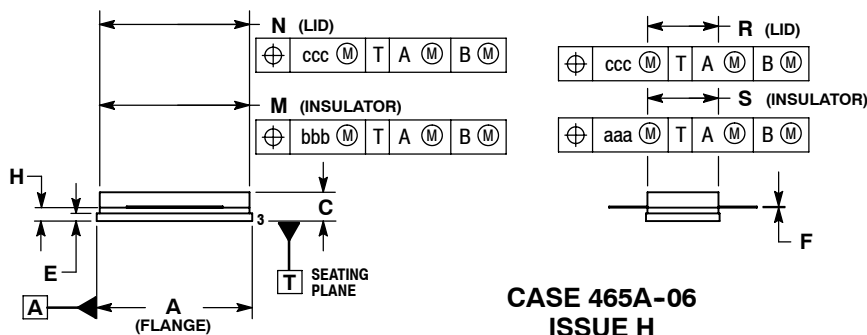 N (LID)
⌖ ccc Ⓜ T A Ⓜ B Ⓜ
M (INSULATOR)
⌖ bbb Ⓜ T A Ⓜ B Ⓜ
R (LID)
⌖ ccc Ⓜ T A Ⓜ B Ⓜ
S (INSULATOR)
⌖ aaa Ⓜ T A Ⓜ B Ⓜ
H
C
3
E
F
T SEATING
PLANE
A
A
(FLANGE)
CASE 465A-06
ISSUE H